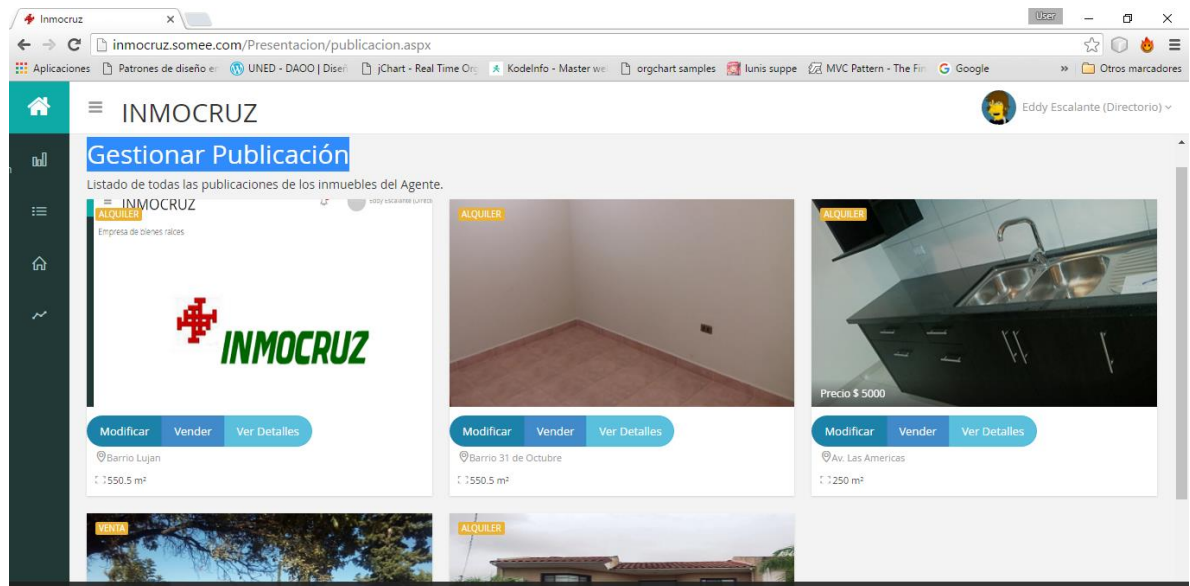 Inmocruz
User
inmocruz.somee.com/Presentacion/publicacion.aspx
Aplicaciones Patrones de diseño er UNED - DAOO | Diseñ jChart - Real Time Org KodeInfo - Master we orgchart samples lunis suppe MVC Pattern - The Fin Google » Otros marcadores
INMOCRUZ
Eddy Escalante (Directorio)
Gestionar Publicación
Listado de todas las publicaciones de los inmuebles del Agente.
INMOCRUZ
ALQUILER
Empresa de bienes raices
INMOCRUZ
Modificar Vender Ver Detalles
Barrio Lujan
550.5 m²
ALQUILER
Modificar Vender Ver Detalles
Barrio 31 de Octubre
550.5 m²
ALQUILER
Precio $ 5000
Modificar Vender Ver Detalles
Av. Las Americas
250 m²
VENTA
ALQUILER